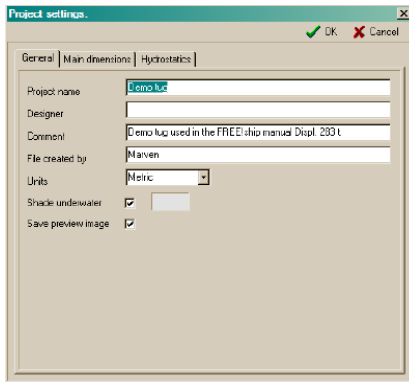 Project settings.
OK Cancel
General Main dimensions Hydrostatics
Project name Demo tug
Designer
Comment Demo tug used in the FREE!ship manual Displ. 283 t
File created by Marven
Units Metric
Shade underwater
Save preview image